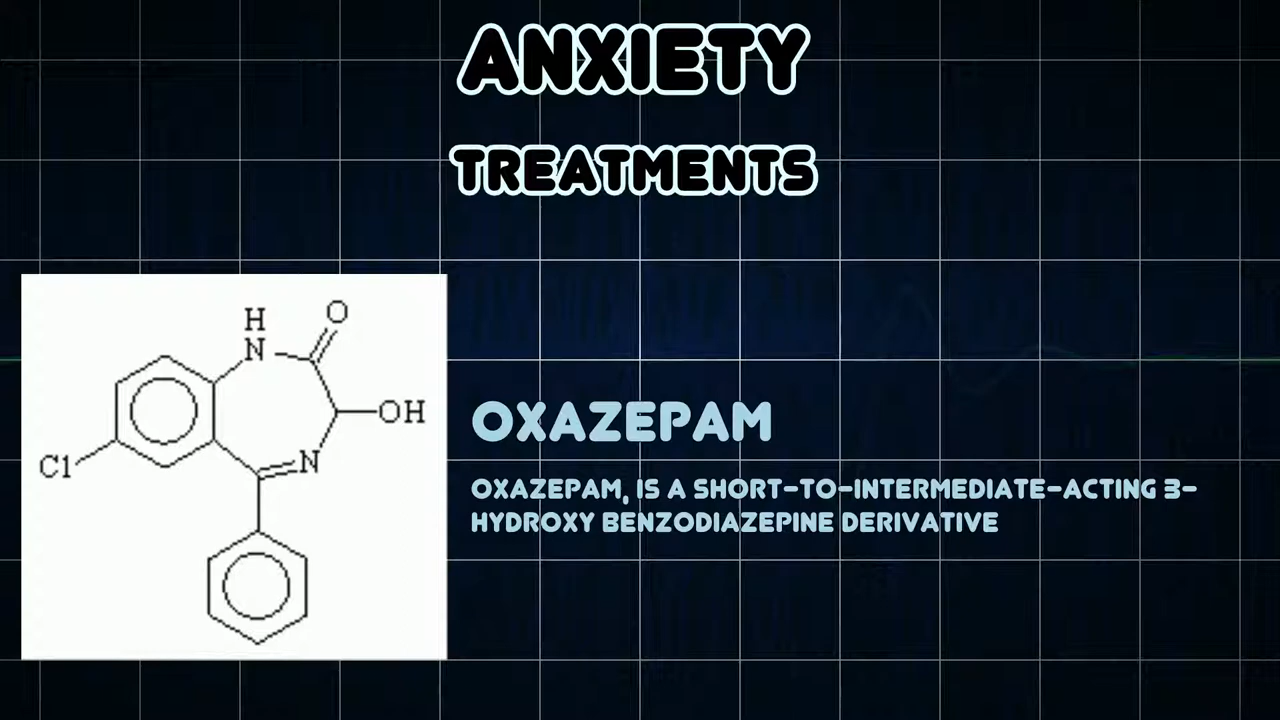 ANXIETY
TREATMENTS
H
O
N
OH
Cl
N
OXAZEPAM
OXAZEPAM, IS A SHORT-TO-INTERMEDIATE-ACTING 3-
HYDROXY BENZODIAZEPINE DERIVATIVE